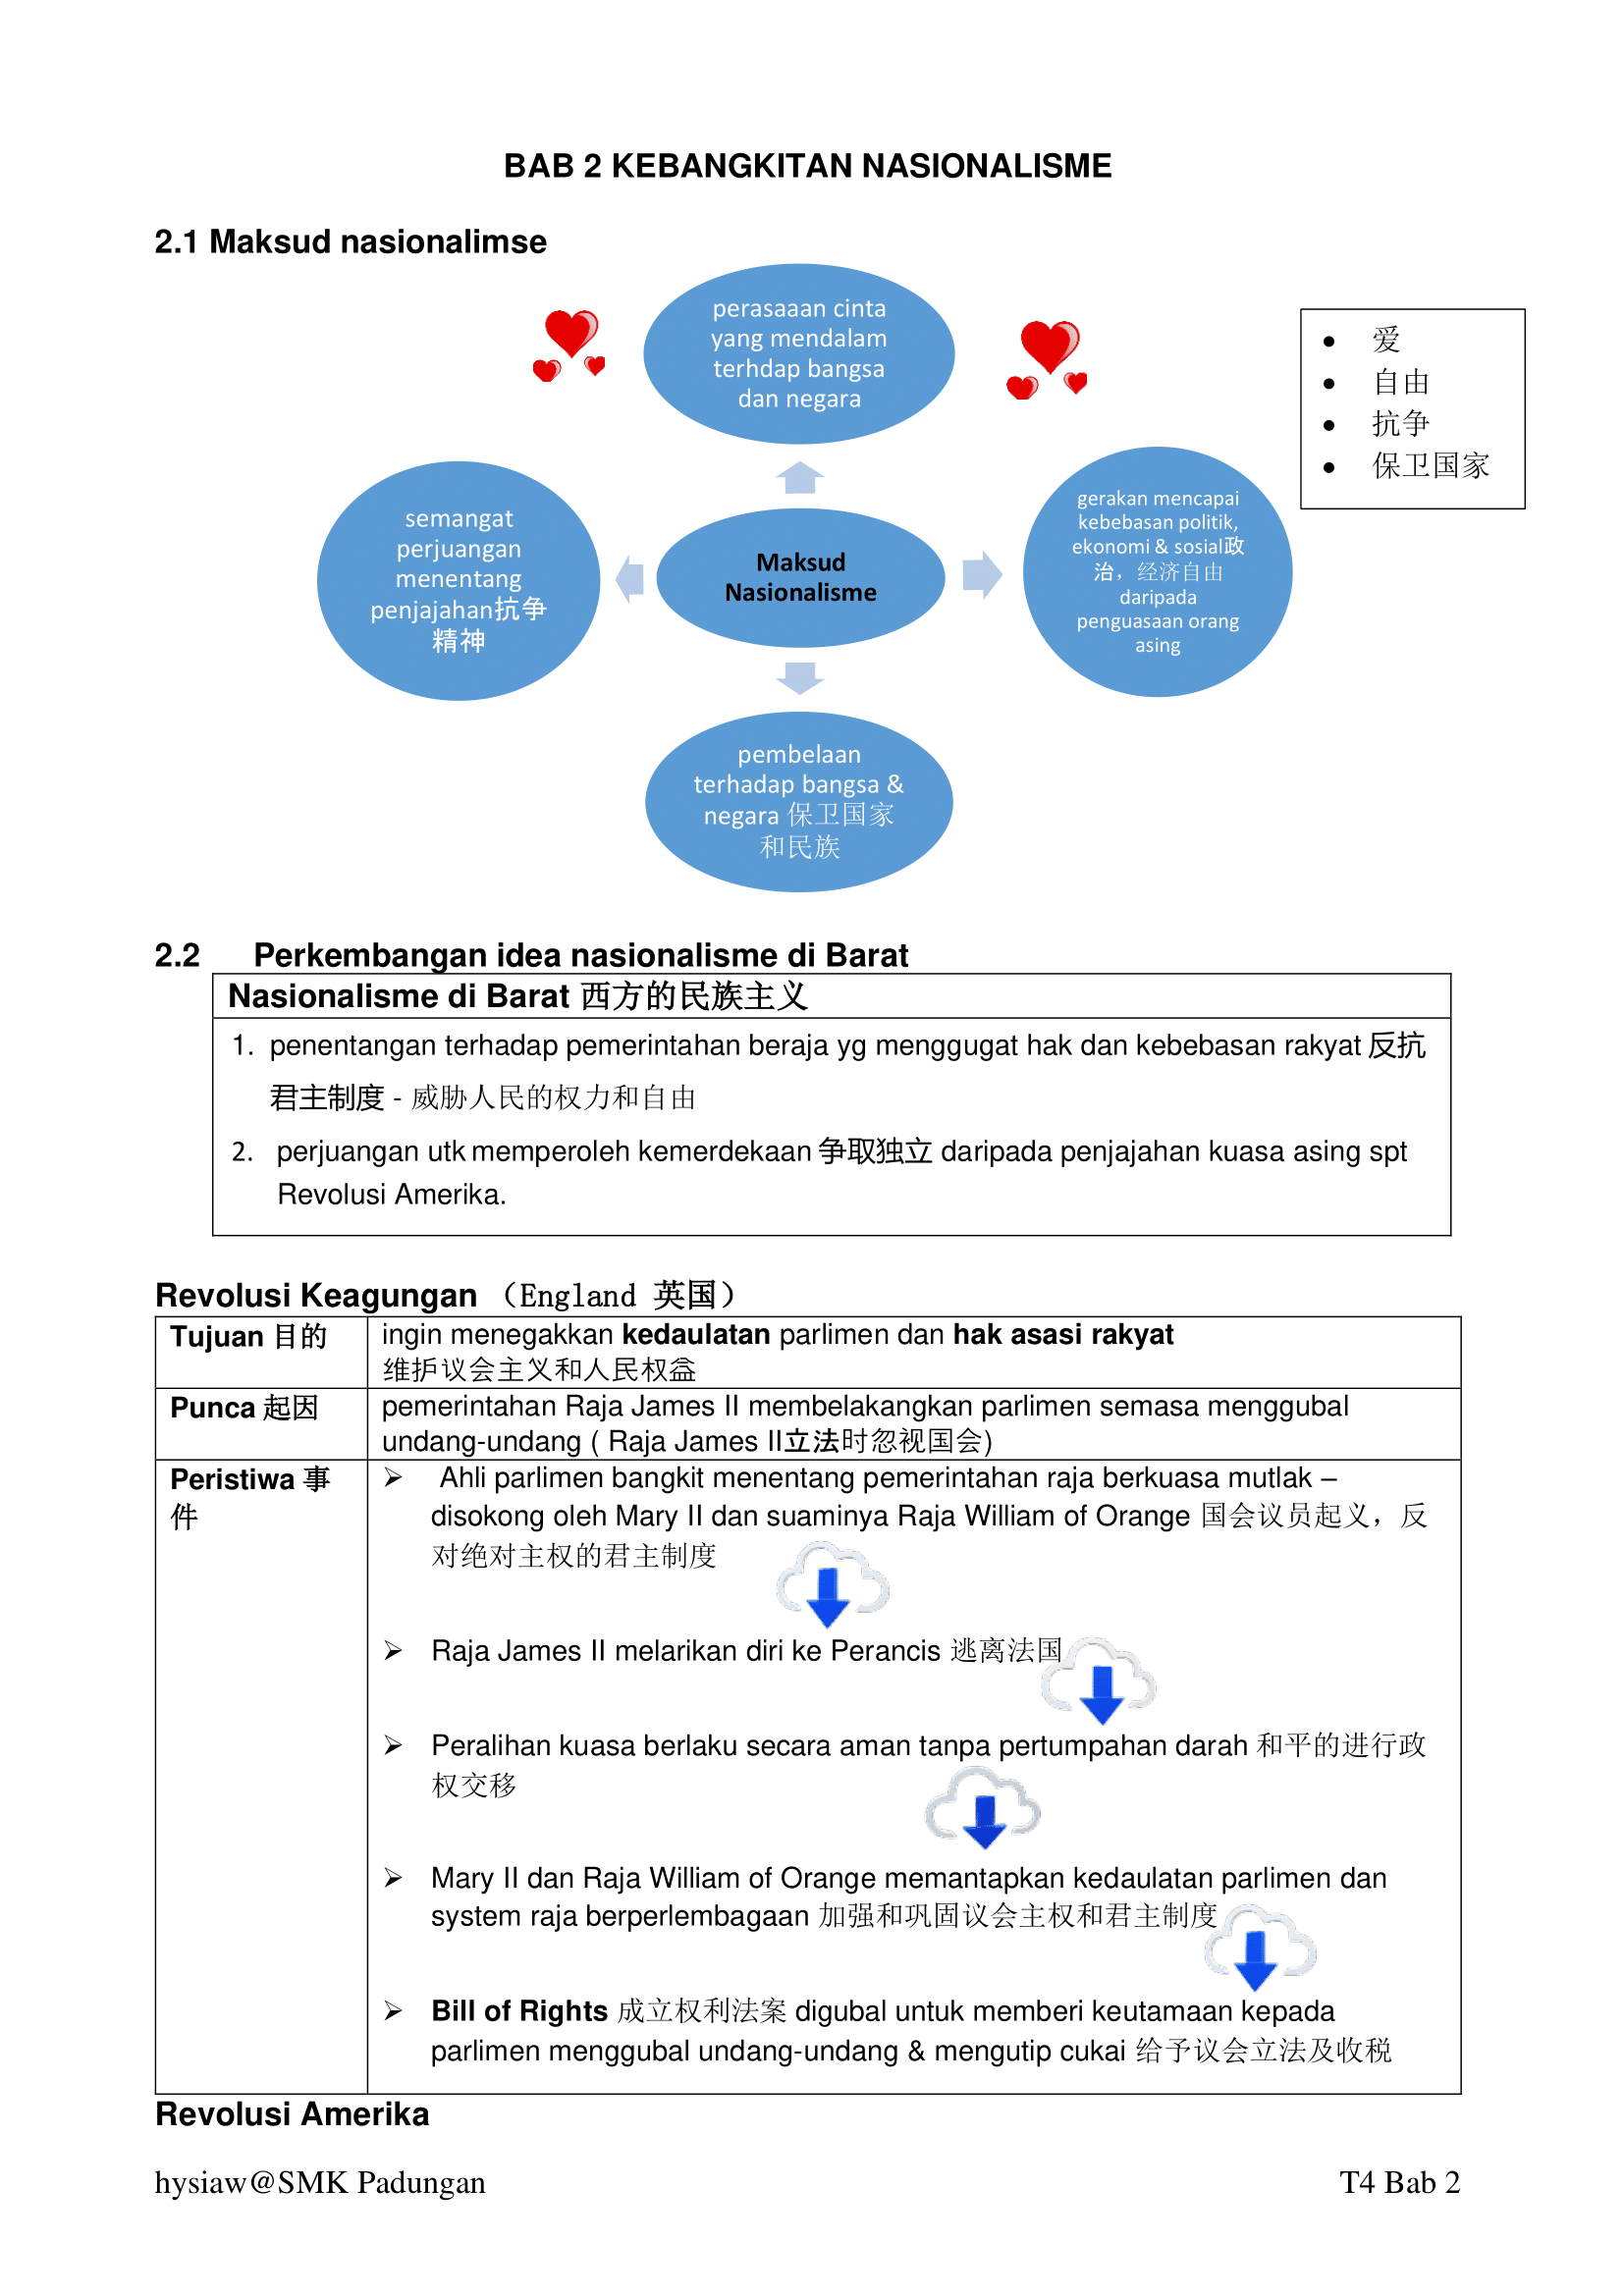 BAB 2 KEBANGKITAN NASIONALISME
2.1 Maksud nasionalimse
perasaaan cinta
yang mendalam
terhdap bangsa
dan negara
• 爱
• 自由
• 抗争
• 保卫国家
semangat
perjuangan
menentang
penjajahan抗争
精神
Maksud
Nasionalisme
gerakan mencapai
kebebasan politik,
ekonomi & sosial政
治，经济自由
daripada
penguasaan orang
asing
pembelaan
terhadap bangsa &
negara 保卫国家
和民族
2.2 Perkembangan idea nasionalisme di Barat
Nasionalisme di Barat 西方的民族主义
1. penentangan terhadap pemerintahan beraja yg menggugat hak dan kebebasan rakyat 反抗
君主制度 - 威胁人民的权力和自由
2. perjuangan utk memperoleh kemerdekaan 争取独立 daripada penjajahan kuasa asing spt
Revolusi Amerika.
Revolusi Keagungan （England 英国）
Tujuan 目的
ingin menegakkan kedaulatan parlimen dan hak asasi rakyat
维护议会主义和人民权益
Punca 起因
pemerintahan Raja James II membelakangkan parlimen semasa menggubal
undang-undang ( Raja James II立法时忽视国会)
Peristiwa 事
件
➢ Ahli parlimen bangkit menentang pemerintahan raja berkuasa mutlak –
disokong oleh Mary II dan suaminya Raja William of Orange 国会议员起义，反
对绝对主权的君主制度
➢ Raja James II melarikan diri ke Perancis 逃离法国
➢ Peralihan kuasa berlaku secara aman tanpa pertumpahan darah 和平的进行政
权交移
➢ Mary II dan Raja William of Orange memantapkan kedaulatan parlimen dan
system raja berperlembagaan 加强和巩固议会主权和君主制度
➢ Bill of Rights 成立权利法案 digubal untuk memberi keutamaan kepada
parlimen menggubal undang-undang & mengutip cukai 给予议会立法及收税
Revolusi Amerika
hysiaw@SMK Padungan
T4 Bab 2